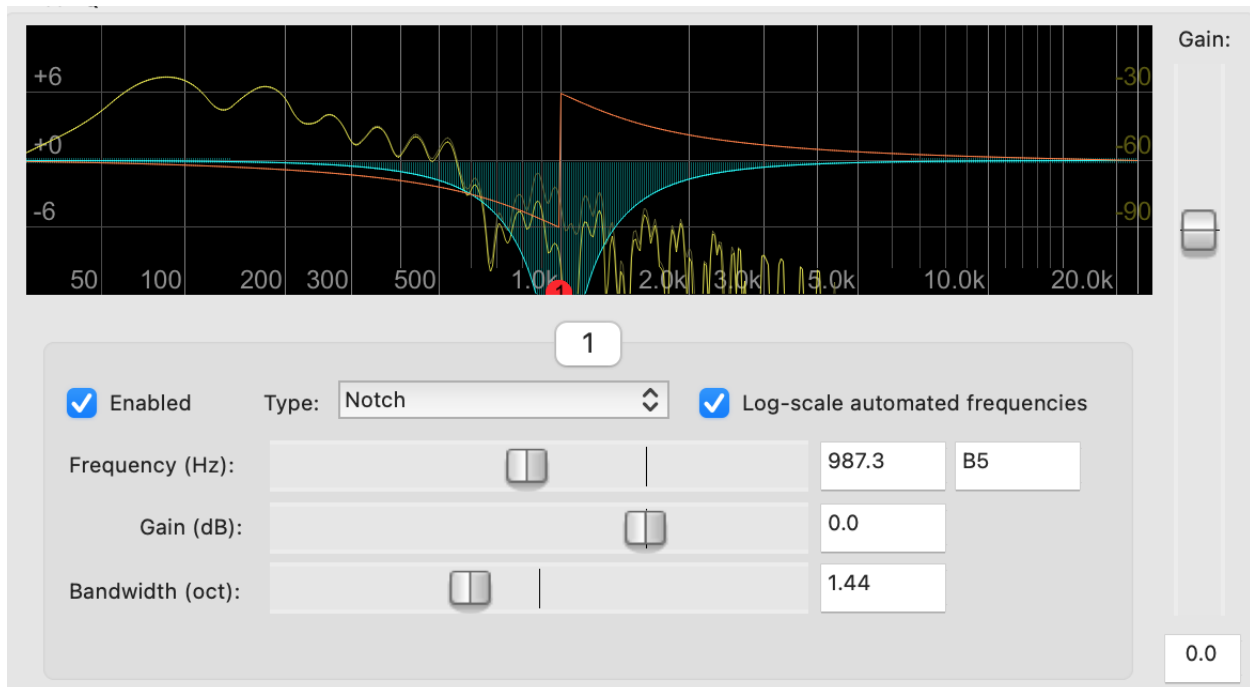 Gain:
+6
-30
+0
-60
-6
-90
50 100 200 300 500 1.0k 2.0k 3.0k 5.0k 10.0k 20.0k
1
1
Enabled Type: Notch Log-scale automated frequencies
Frequency (Hz): 987.3 B5
Gain (dB): 0.0
Bandwidth (oct): 1.44
0.0